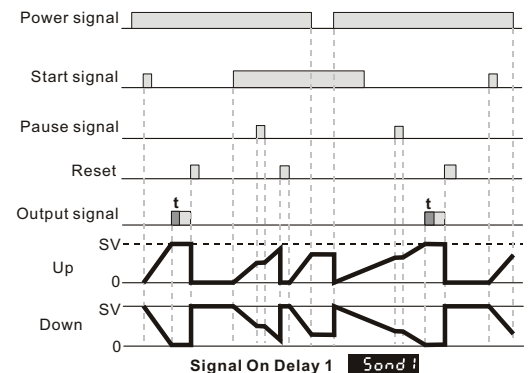 Power signal
Start signal
Pause signal
Reset
t
t
Output signal
SV
Up
0
SV
Down
0
Signal On Delay 1 Sond1